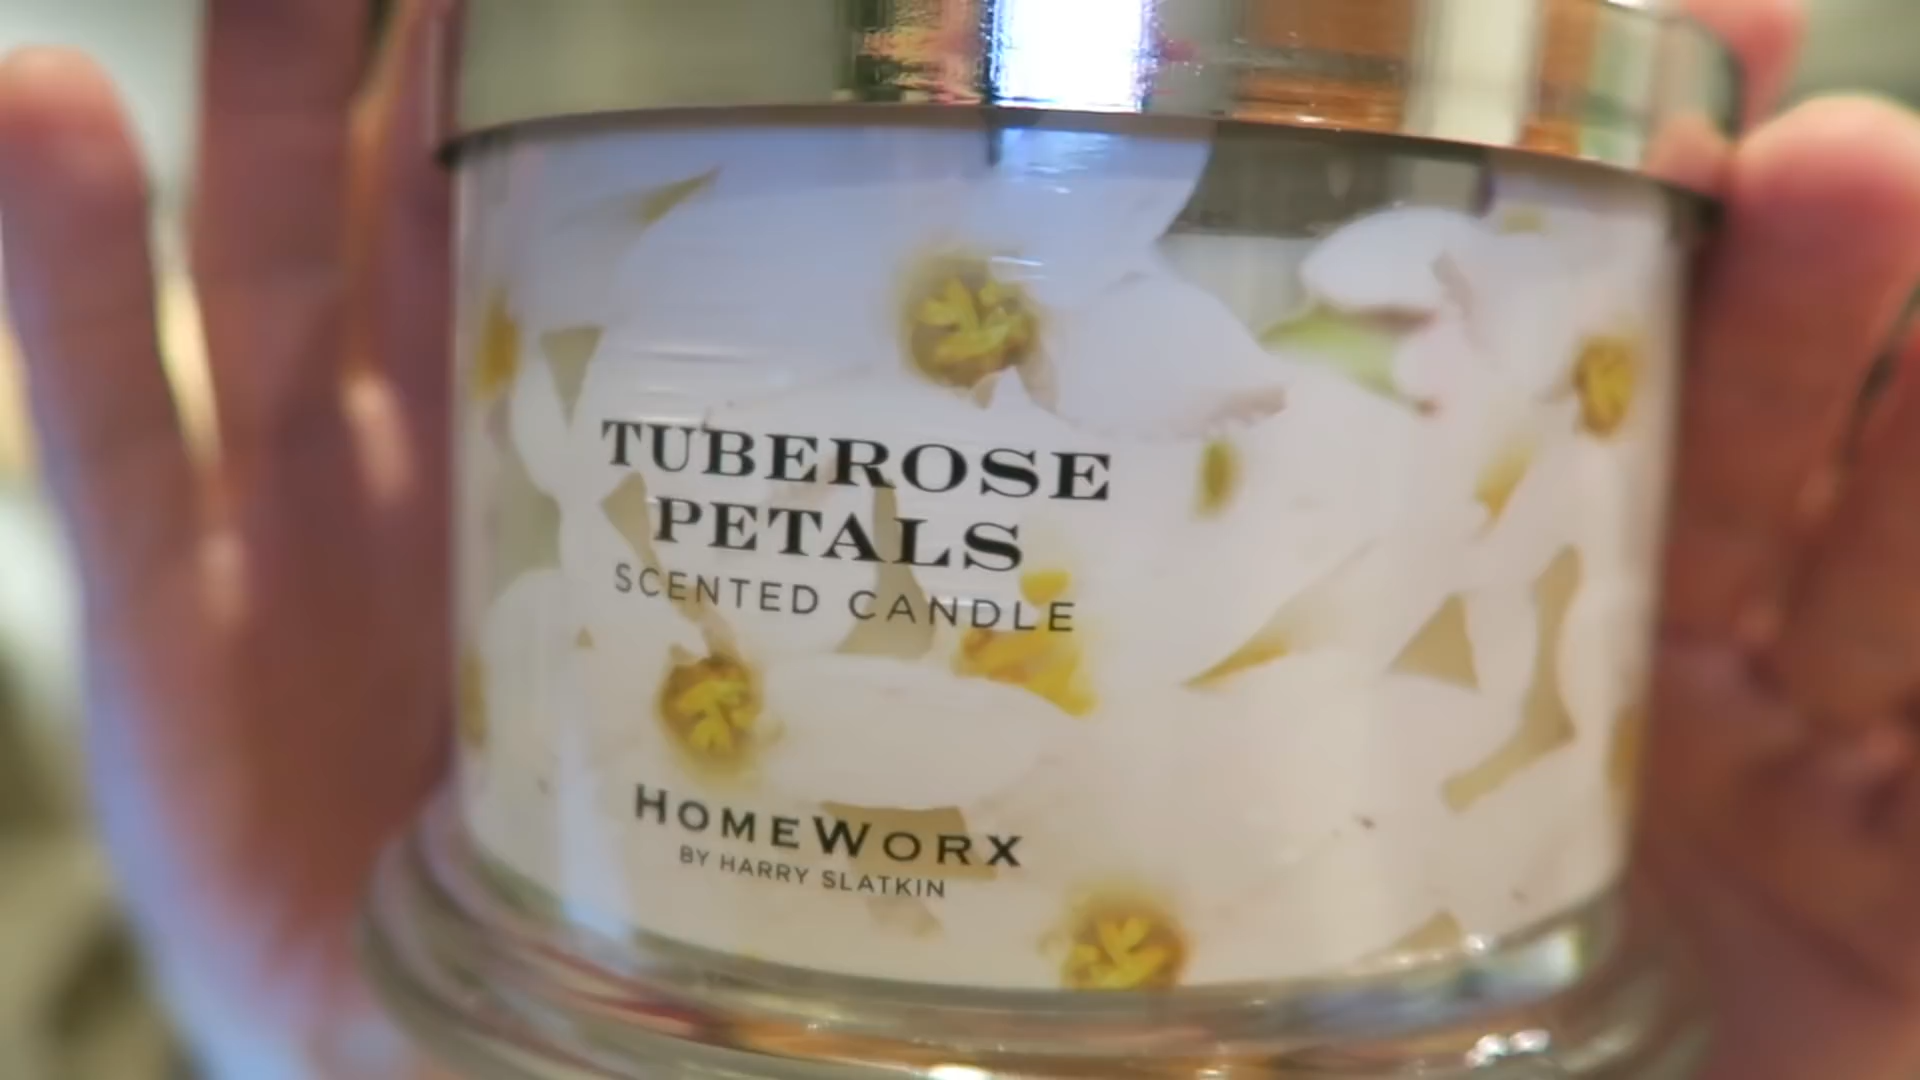 TUBEROSE
PETALS
SCENTED CANDLE
HOMEWORX
BY HARRY SLATKIN